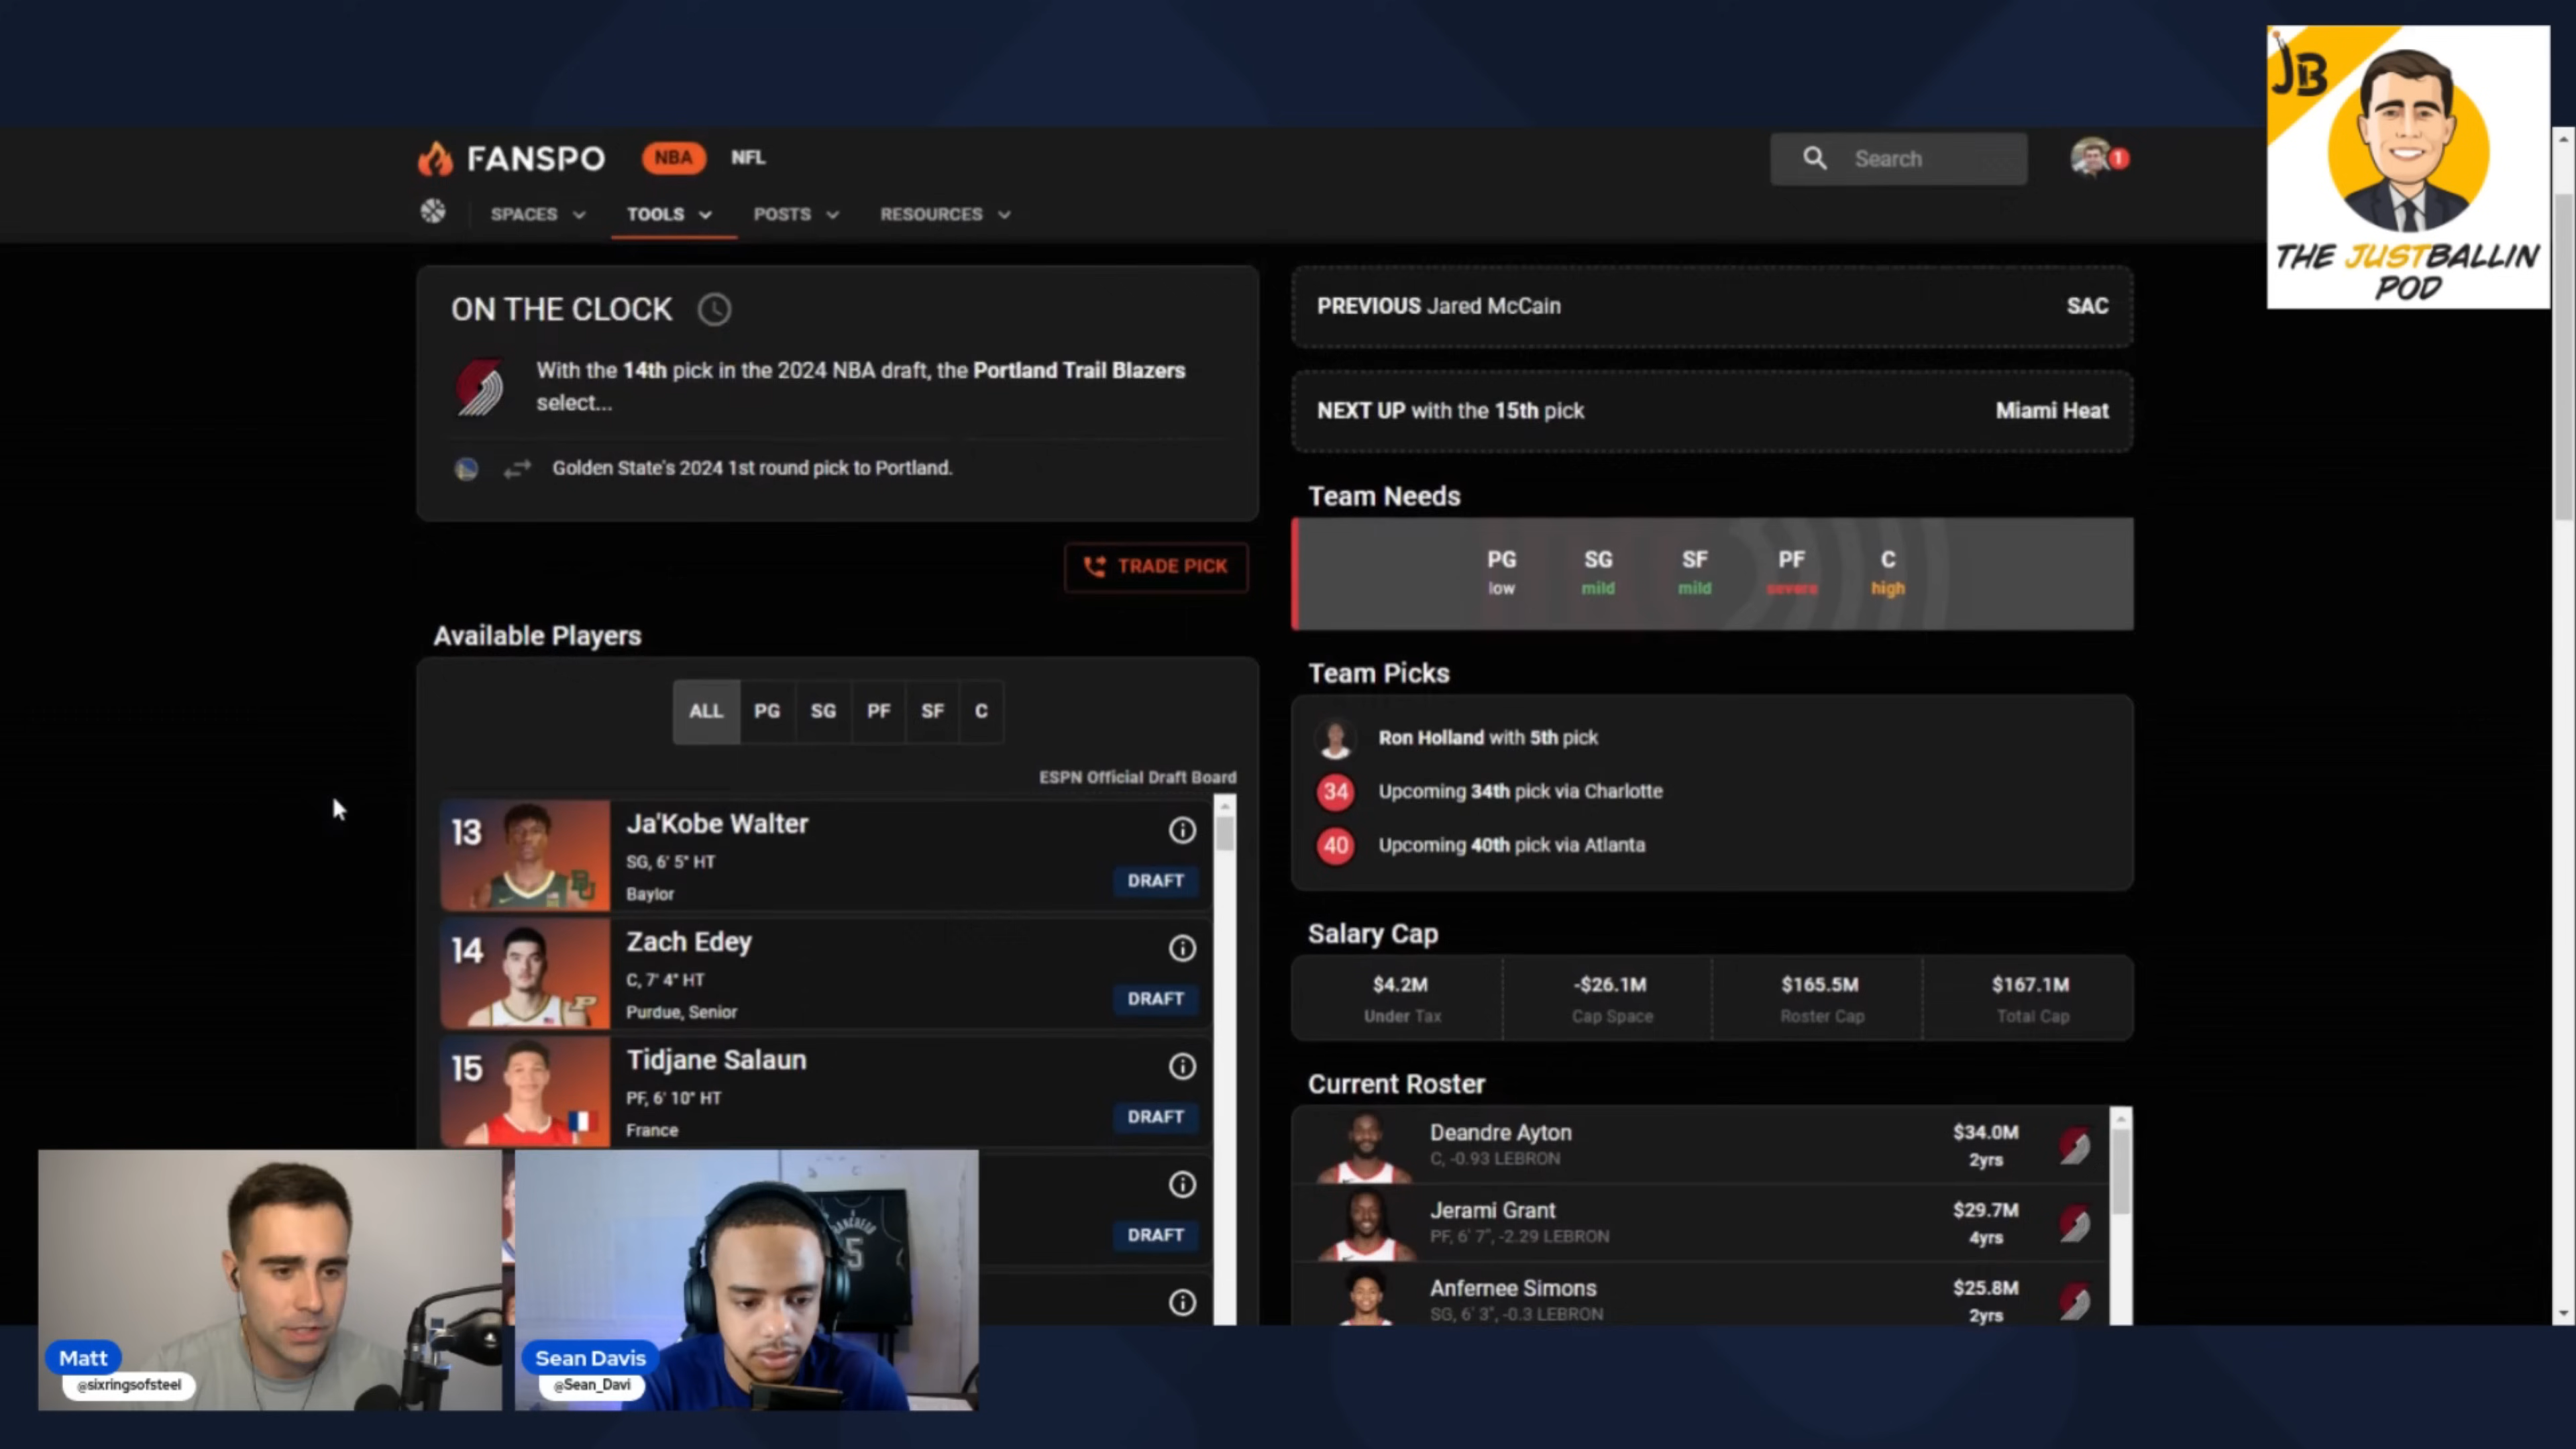 FANSPO
NBA
NFL
Search
1
SPACES
TOOLS
POSTS
RESOURCES
JB
THE JUSTBALLIN
POD
ON THE CLOCK
With the 14th pick in the 2024 NBA draft, the Portland Trail Blazers
select...
Golden State's 2024 1st round pick to Portland.
TRADE PICK
PREVIOUS Jared McCain
SAC
NEXT UP with the 15th pick
Miami Heat
Team Needs
PG SG SF PF C
low mild mild severe high
Available Players
ALL PG SG PF SF C
ESPN Official Draft Board
13
Ja'Kobe Walter
SG, 6' 5" HT
Baylor
DRAFT
14
Zach Edey
C, 7' 4" HT
Purdue, Senior
DRAFT
15
Tidjane Salaun
PF, 6' 10" HT
France
DRAFT
DRAFT
Team Picks
Ron Holland with 5th pick
34 Upcoming 34th pick via Charlotte
40 Upcoming 40th pick via Atlanta
Salary Cap
$4.2M -$26.1M $165.5M $167.1M
Under Tax Cap Space Roster Cap Total Cap
Current Roster
Deandre Ayton
C, -0.93 LEBRON
$34.0M
2yrs
Jerami Grant
PF, 6' 7", -2.29 LEBRON
$29.7M
4yrs
Anfernee Simons
SG, 6' 3", -0.3 LEBRON
$25.8M
2yrs
Matt
@sixringsofsteel
5
Sean Davis
@Sean_Davi